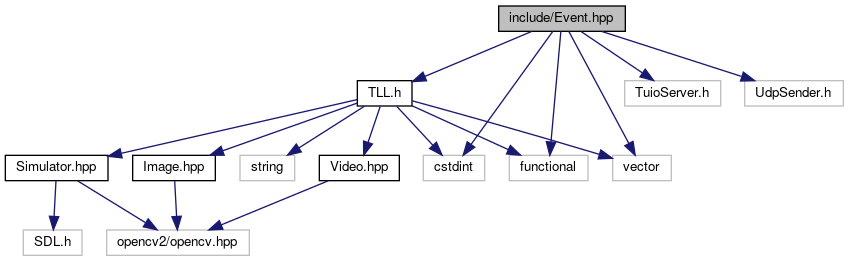 include/Event.hpp
TLL.h
TuioServer.h
UdpSender.h
Simulator.hpp
Image.hpp
string
Video.hpp
cstdint
functional
vector
SDL.h
opencv2/opencv.hpp